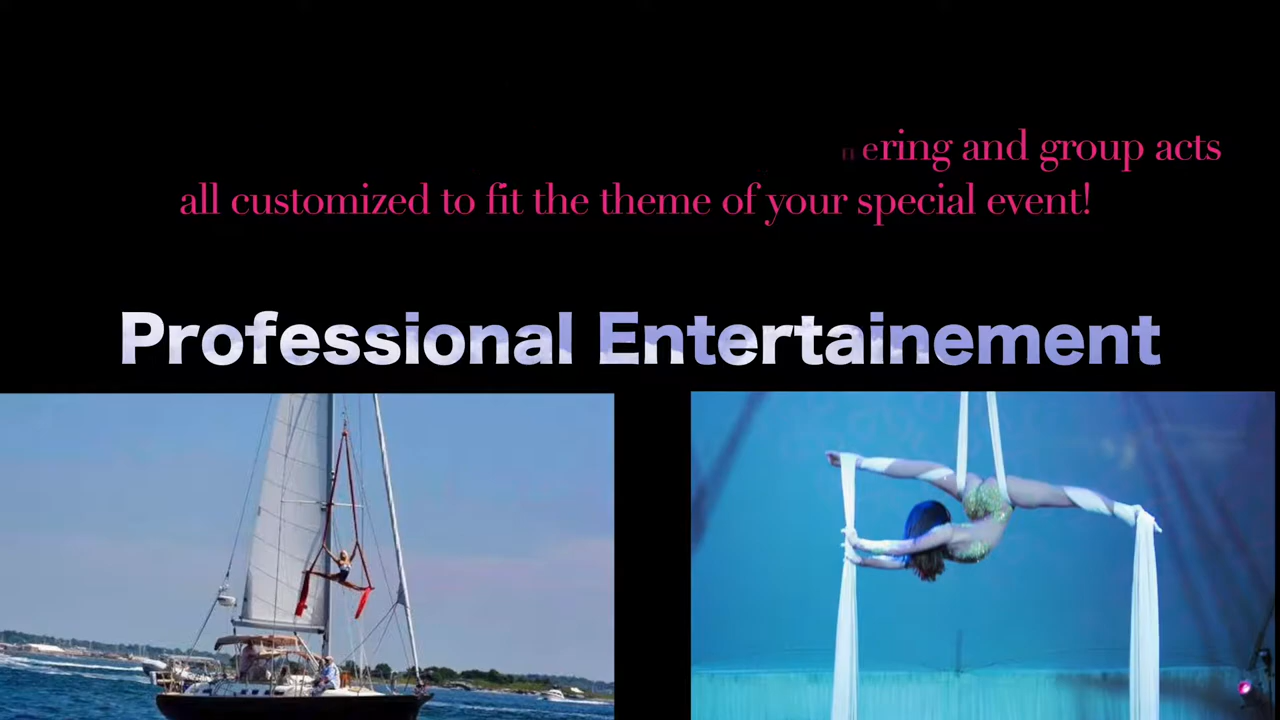 ering and group acts
all customized to fit the theme of your special event!
Professional Entertainement